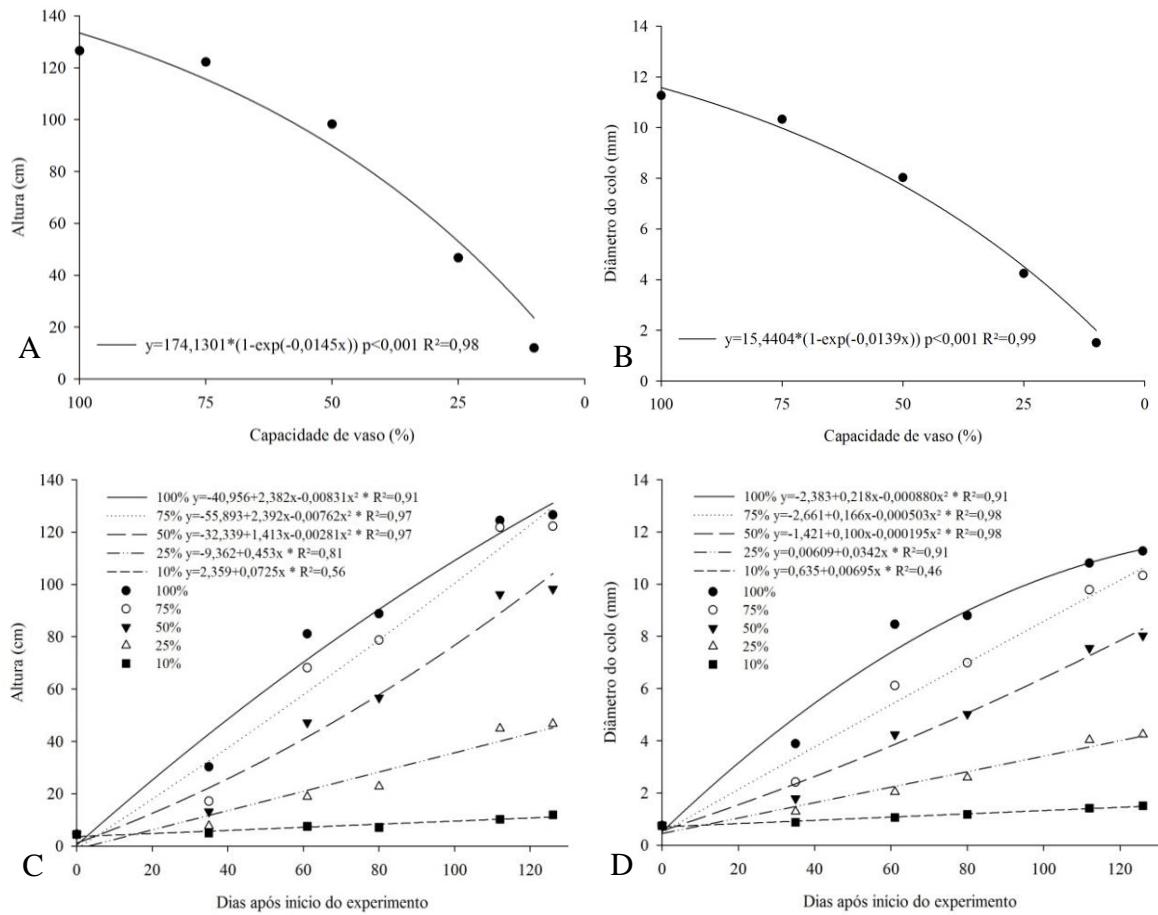 140
120
100
80
60
40
20
0
Altura (cm)
A
y=174,1301*(1-exp(-0,0145x)) p<0,001 R²=0,98
100 75 50 25 0
Capacidade de vaso (%)
14
12
10
8
6
4
2
0
Diâmetro do colo (mm)
B
y=15,4404*(1-exp(-0,0139x)) p<0,001 R²=0,99
100 75 50 25 0
Capacidade de vaso (%)
140
120
100
80
60
40
20
0
Altura (cm)
C
100% y=-40,956+2,382x-0,00831x² * R²=0,91
75% y=-55,893+2,392x-0,00762x² * R²=0,97
50% y=-32,339+1,413x-0,00281x² * R²=0,97
25% y=-9,362+0,453x * R²=0,81
10% y=2,359+0,0725x * R²=0,56
100%
75%
50%
25%
10%
0 20 40 60 80 100 120
Dias após início do experimento
14
12
10
8
6
4
2
0
Diâmetro do colo (mm)
D
100% y=-2,383+0,218x-0,000880x² * R²=0,91
75% y=-2,661+0,166x-0,000503x² * R²=0,98
50% y=-1,421+0,100x-0,000195x² * R²=0,98
25% y=0,00609+0,0342x * R²=0,91
10% y=0,635+0,00695x * R²=0,46
100%
75%
50%
25%
10%
0 20 40 60 80 100 120
Dias após início do experimento